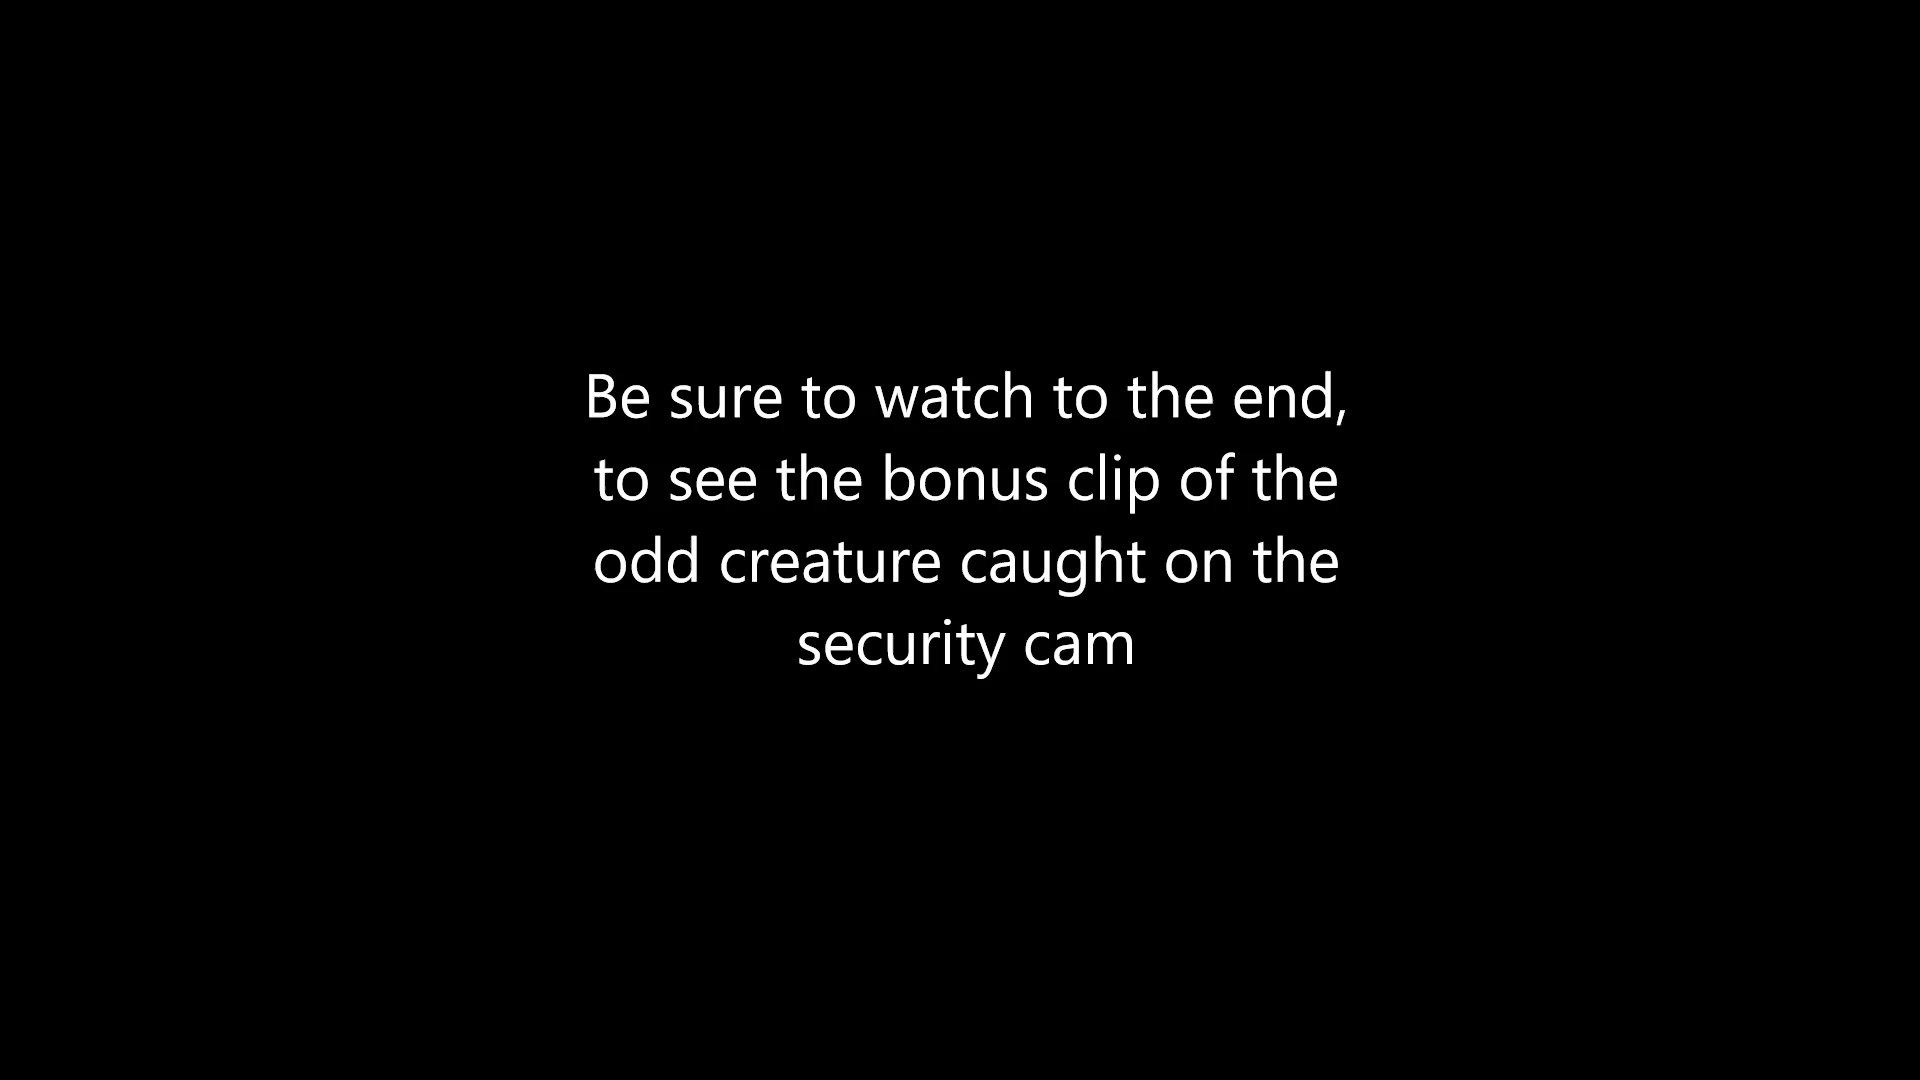 Be sure to watch to the end,
to see the bonus clip of the
odd creature caught on the
security cam